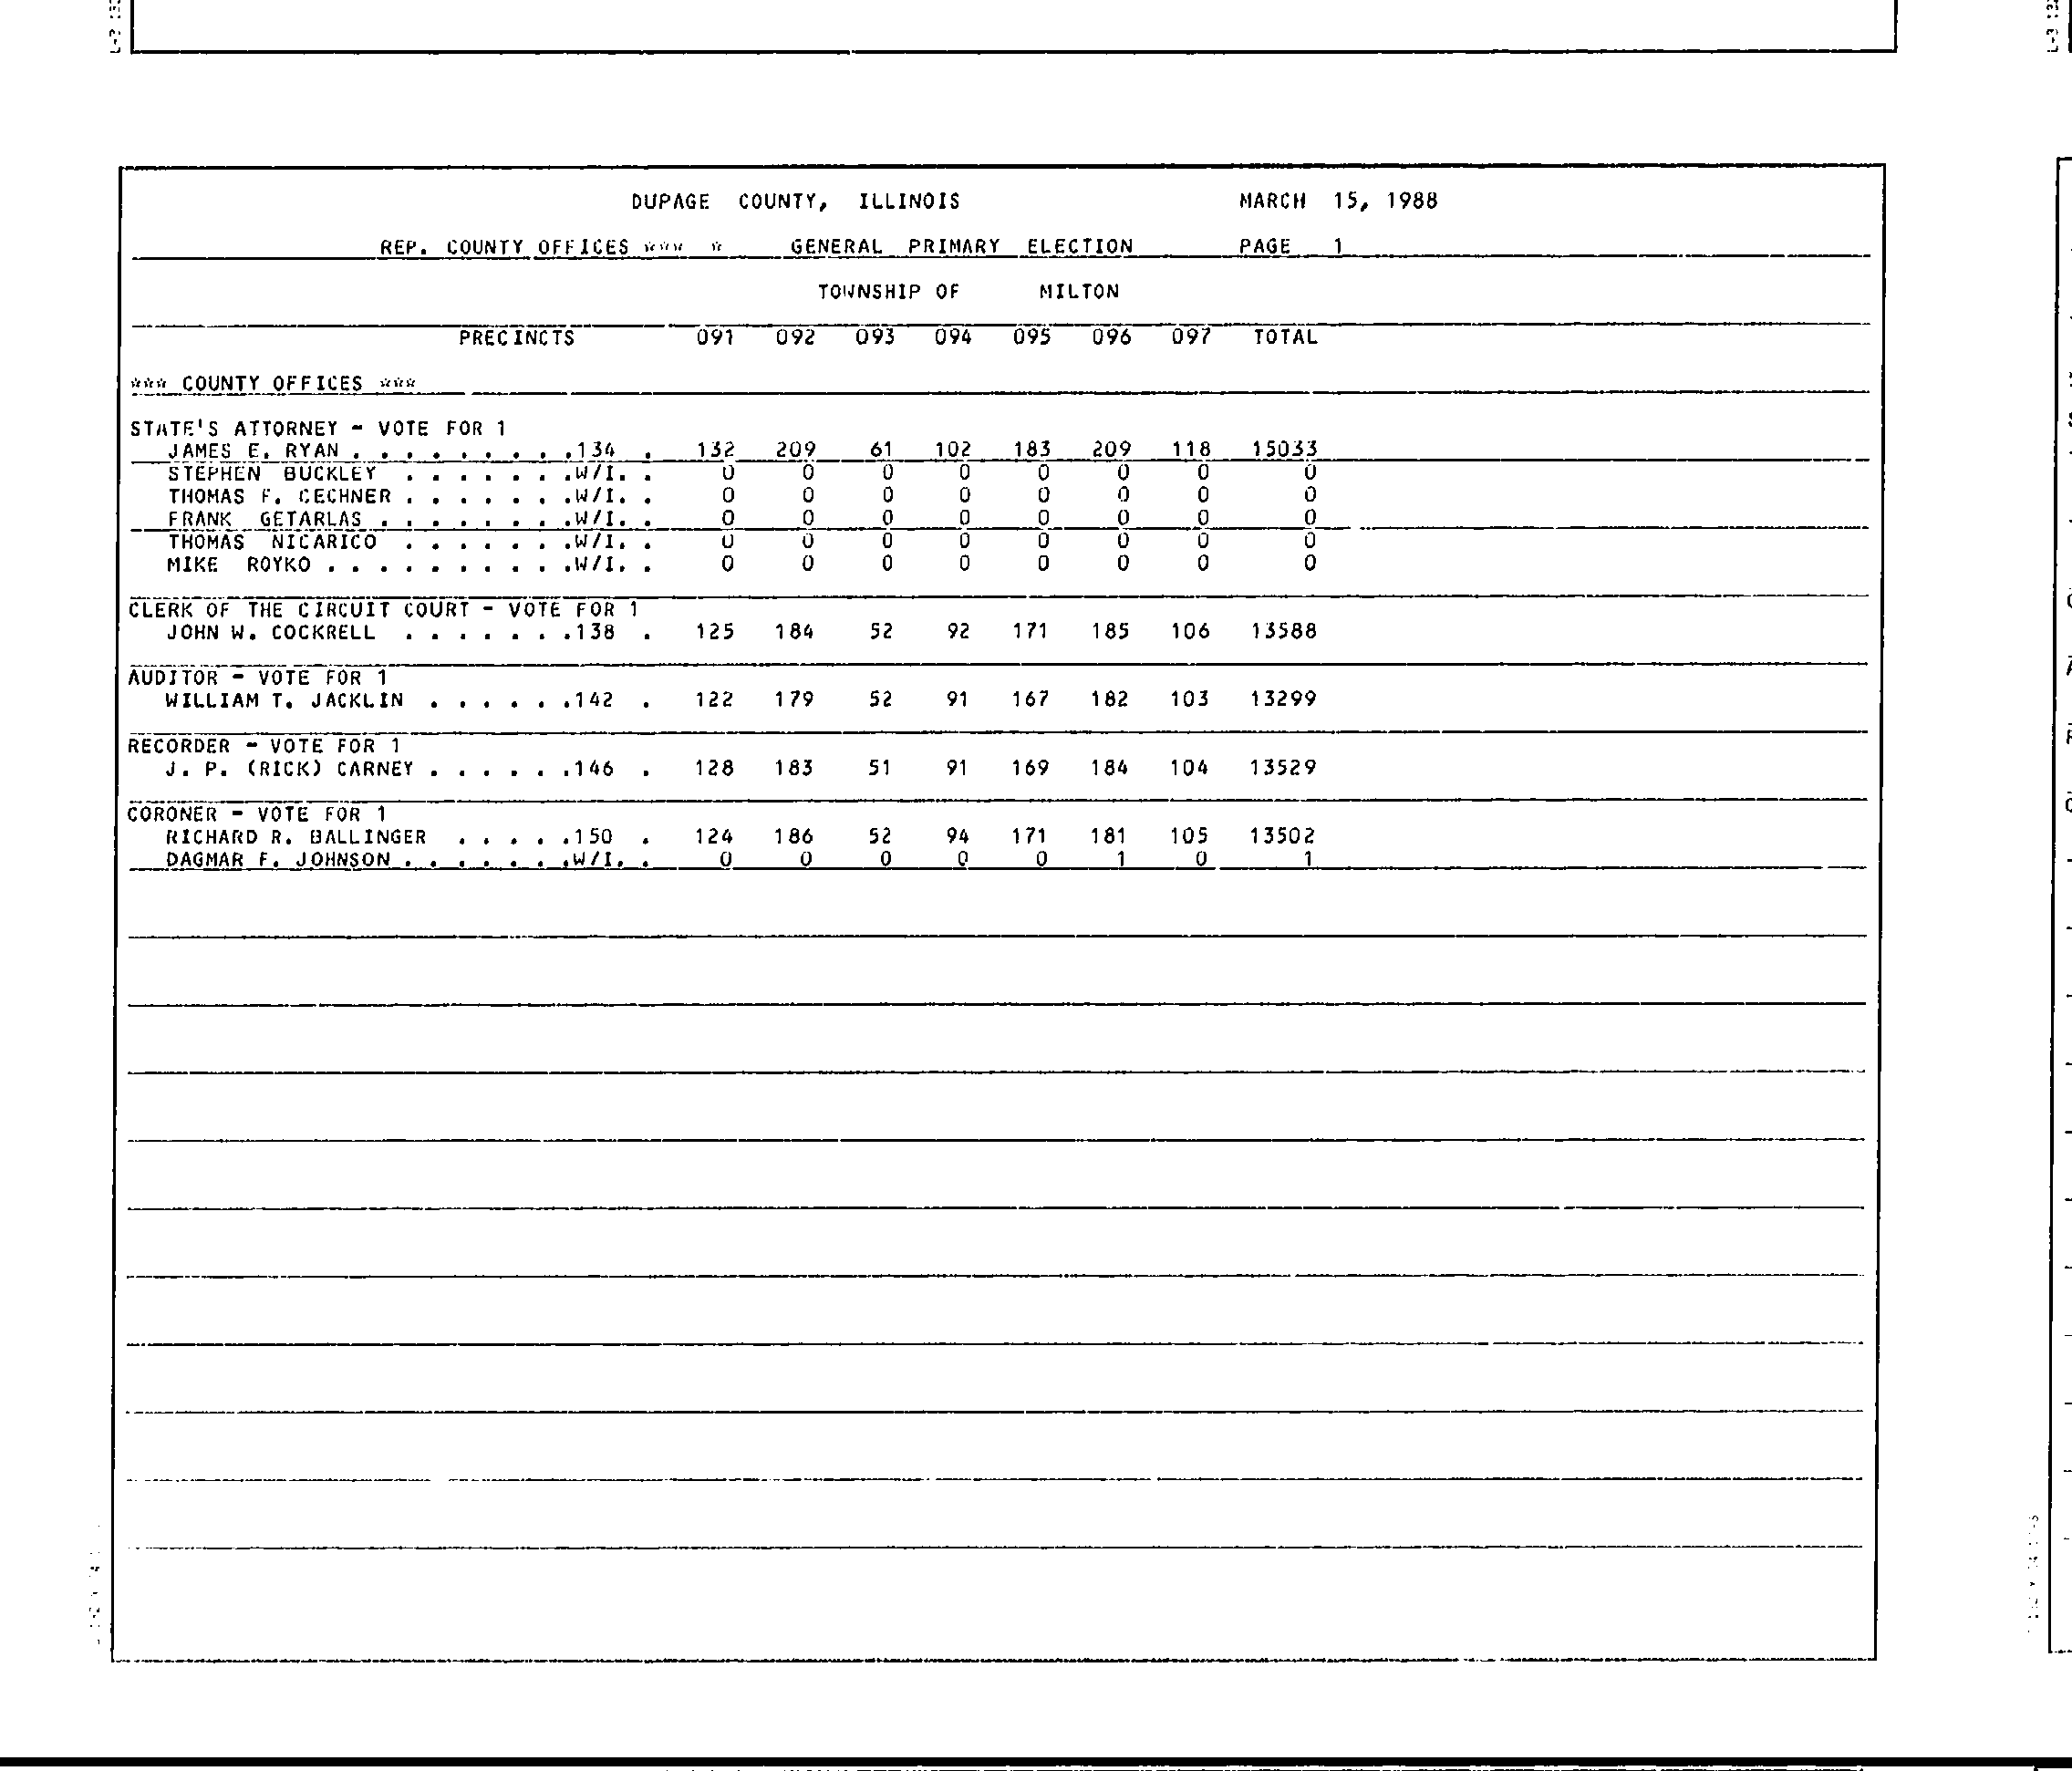 DUPAGE COUNTY, ILLINOIS MARCH 15, 1988
REP. COUNTY OFFICES *** * GENERAL PRIMARY ELECTION PAGE 1
TOWNSHIP OF MILTON
PRECINCTS 091 092 093 094 095 096 097 TOTAL
*** COUNTY OFFICES ***
STATE'S ATTORNEY - VOTE FOR 1
JAMES E. RYAN . . . . . . . . .134 . 132 209 61 102 183 209 118 15033
STEPHEN BUCKLEY . . . . . . .W/I. . 0 0 0 0 0 0 0 0
THOMAS F. CECHNER . . . . . . .W/I. . 0 0 0 0 0 0 0 0
FRANK GETARLAS . . . . . . . .W/I. . 0 0 0 0 0 0 0 0
THOMAS NICARICO . . . . . . .W/I. . 0 0 0 0 0 0 0 0
MIKE ROYKO . . . . . . . . . .W/I. . 0 0 0 0 0 0 0 0
CLERK OF THE CIRCUIT COURT - VOTE FOR 1
JOHN W. COCKRELL . . . . . . .138 . 125 184 52 92 171 185 106 13588
AUDITOR - VOTE FOR 1
WILLIAM T. JACKLIN . . . . . .142 . 122 179 52 91 167 182 103 13299
RECORDER - VOTE FOR 1
J. P. (RICK) CARNEY . . . . . .146 . 128 183 51 91 169 184 104 13529
CORONER - VOTE FOR 1
RICHARD R. BALLINGER . . . . .150 . 124 186 52 94 171 181 105 13502
DAGMAR F. JOHNSON . . . . . . .W/I. . 0 0 0 0 0 1 0 1